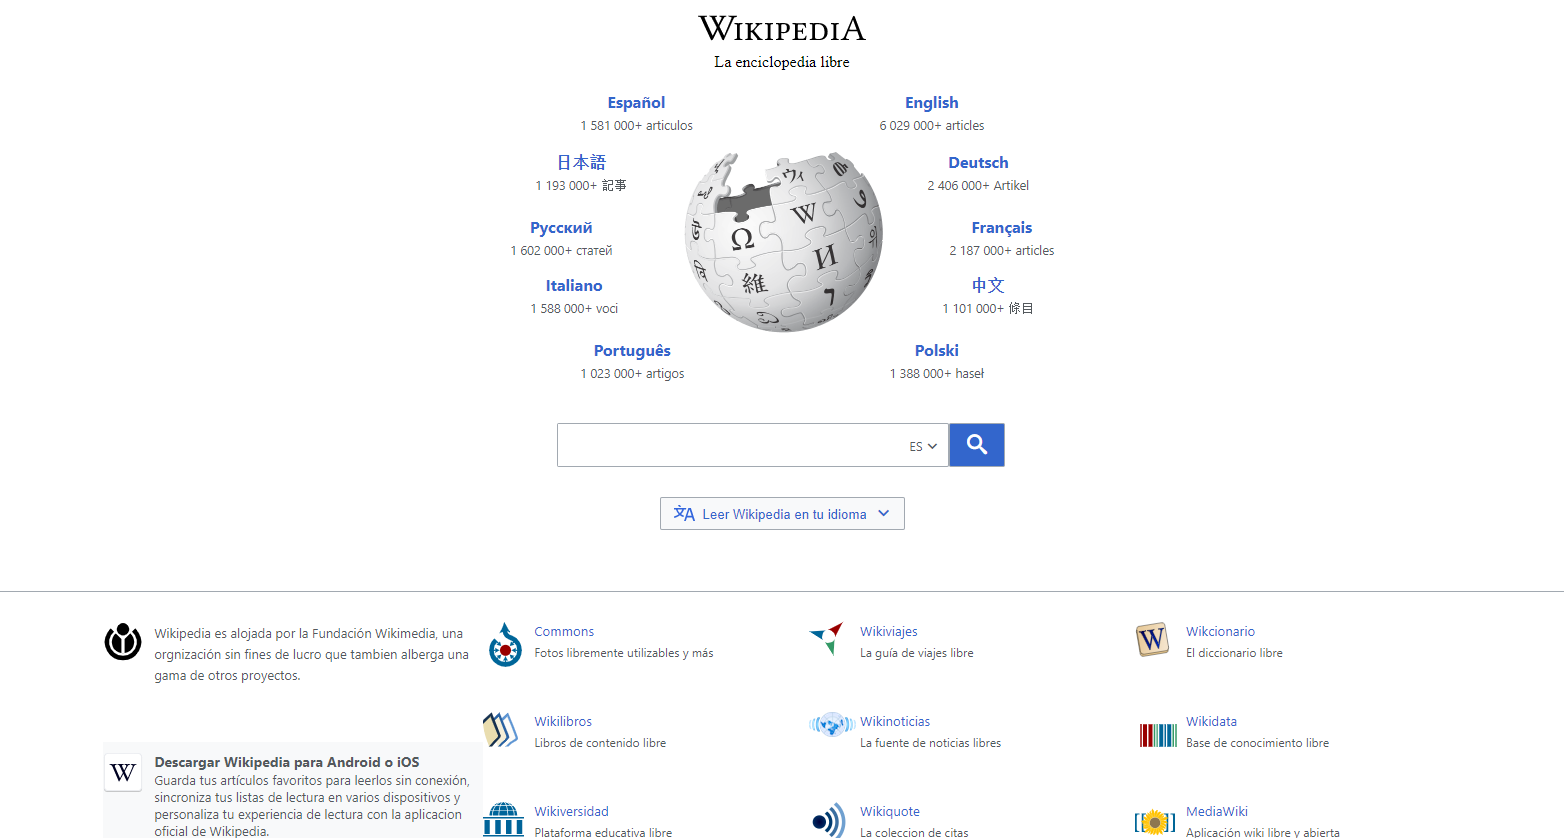 WIKIPEDIA
La enciclopedia libre
Español
1 581 000+ articulos
English
6 029 000+ articles
日本語
1 193 000+ 記事
Deutsch
2 406 000+ Artikel
Русский
1 602 000+ статей
Français
2 187 000+ articles
Italiano
1 588 000+ voci
中文
1 101 000+ 條目
Português
1 023 000+ artigos
Polski
1 388 000+ haseł
Ω
W
И
維
ウィ
ES
Leer Wikipedia en tu idioma
Wikipedia es alojada por la Fundación Wikimedia, una
orgnización sin fines de lucro que tambien alberga una
gama de otros proyectos.
Commons
Fotos libremente utilizables y más
Wikiviajes
La guía de viajes libre
W
Wikcionario
El diccionario libre
Wikilibros
Libros de contenido libre
Wikinoticias
La fuente de noticias libres
Wikidata
Base de conocimiento libre
W
Descargar Wikipedia para Android o iOS
Guarda tus artículos favoritos para leerlos sin conexión,
sincroniza tus listas de lectura en varios dispositivos y
personaliza tu experiencia de lectura con la aplicacion
oficial de Wikipedia.
Wikiversidad
Plataforma educativa libre
Wikiquote
La coleccion de citas
MediaWiki
Aplicación wiki libre y abierta